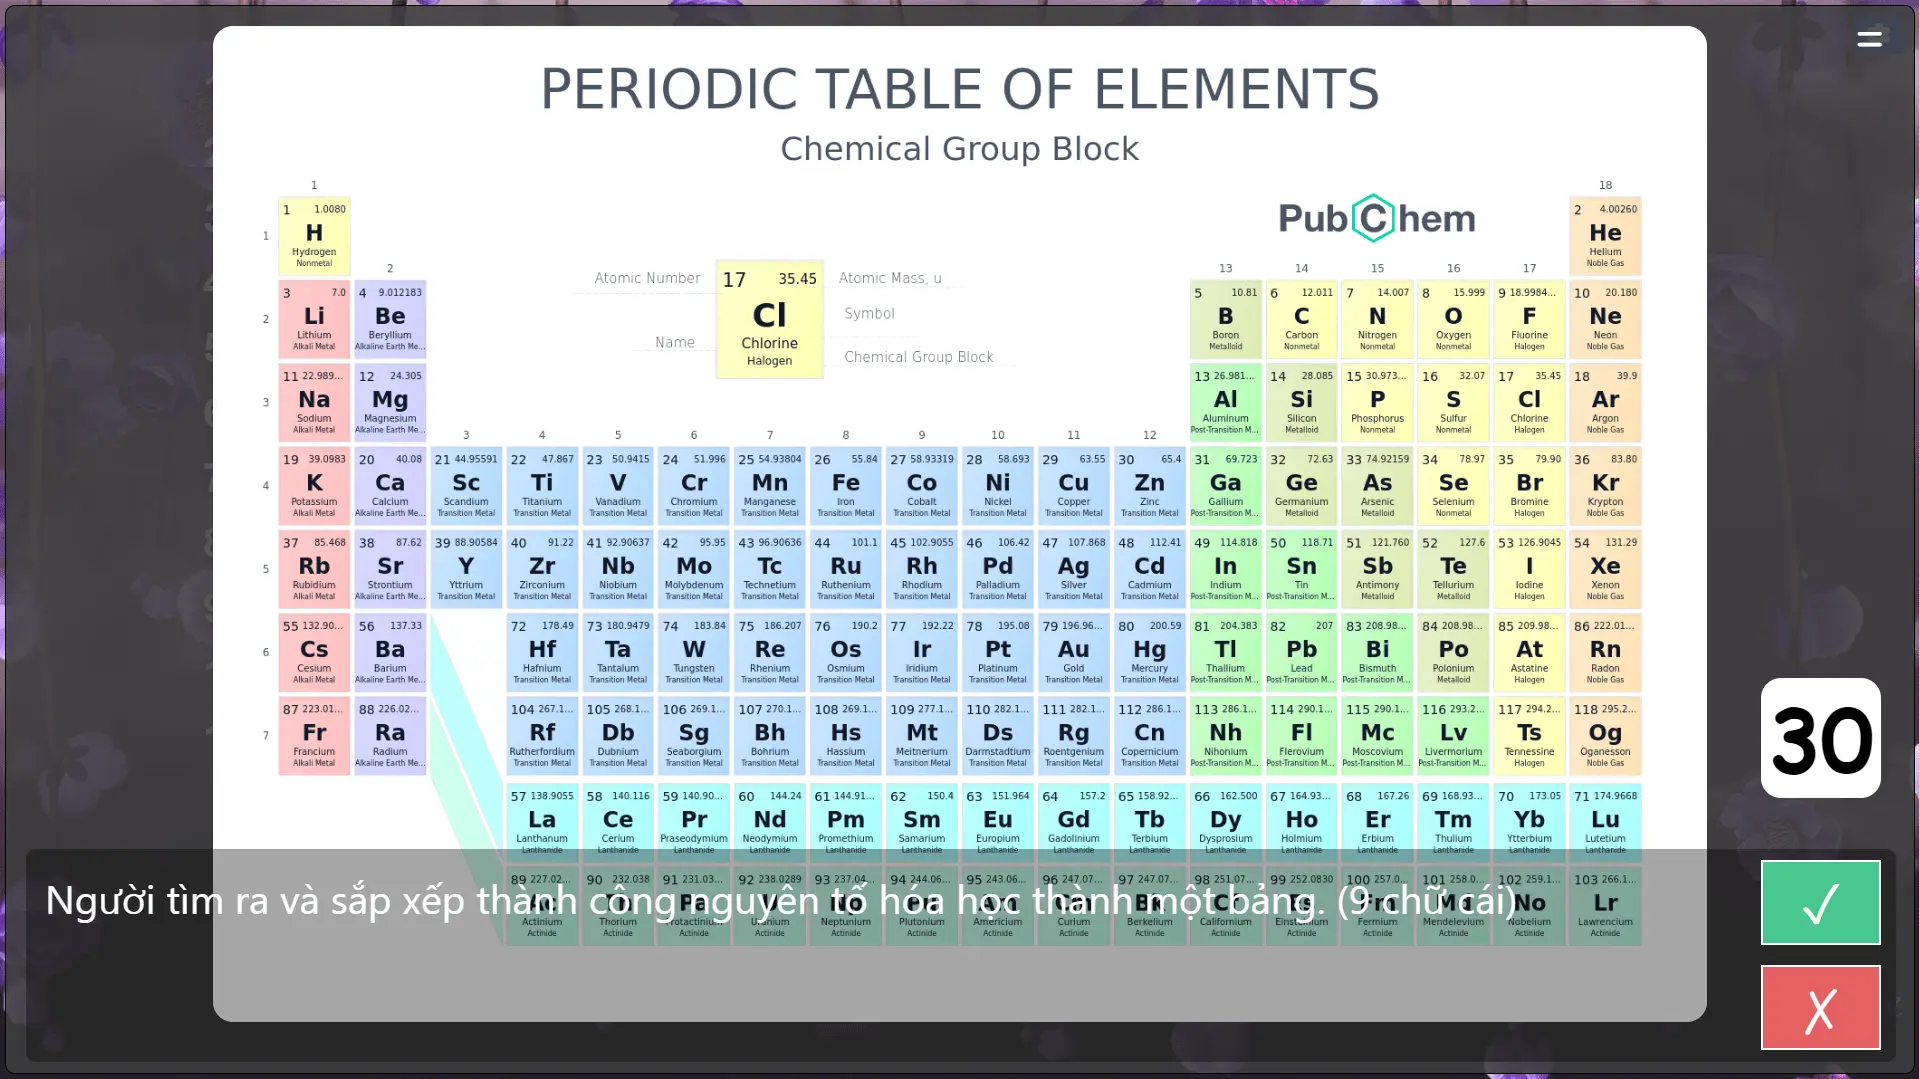 PERIODIC TABLE OF ELEMENTS
Chemical Group Block
1 18
PubChem
1 1 1.0080 H Hydrogen Nonmetal 2 4.00260 He Helium Noble Gas
2 13 14 15 16 17
Atomic Number 17 35.45 Atomic Mass, u
Cl Symbol
Name Chlorine
Halogen Chemical Group Block
2 3 7.0 Li Lithium Alkali Metal 4 9.012183 Be Beryllium Alkaline Earth Me... 5 10.81 B Boron Metalloid 6 12.011 C Carbon Nonmetal 7 14.007 N Nitrogen Nonmetal 8 15.999 O Oxygen Nonmetal 9 18.9984... F Fluorine Halogen 10 20.180 Ne Neon Noble Gas
3 11 22.989... Na Sodium Alkali Metal 12 24.305 Mg Magnesium Alkaline Earth Me... 13 26.981... Al Aluminum Post-Transition M... 14 28.085 Si Silicon Metalloid 15 30.973... P Phosphorus Nonmetal 16 32.07 S Sulfur Nonmetal 17 35.45 Cl Chlorine Halogen 18 39.9 Ar Argon Noble Gas
3 4 5 6 7 8 9 10 11 12
4 19 39.0983 K Potassium Alkali Metal 20 40.08 Ca Calcium Alkaline Earth Me... 21 44.95591 Sc Scandium Transition Metal 22 47.867 Ti Titanium Transition Metal 23 50.9415 V Vanadium Transition Metal 24 51.996 Cr Chromium Transition Metal 25 54.93804 Mn Manganese Transition Metal 26 55.84 Fe Iron Transition Metal 27 58.93319 Co Cobalt Transition Metal 28 58.693 Ni Nickel Transition Metal 29 63.55 Cu Copper Transition Metal 30 65.4 Zn Zinc Transition Metal 31 69.723 Ga Gallium Post-Transition M... 32 72.63 Ge Germanium Metalloid 33 74.92159 As Arsenic Metalloid 34 78.97 Se Selenium Nonmetal 35 79.90 Br Bromine Halogen 36 83.80 Kr Krypton Noble Gas
5 37 85.468 Rb Rubidium Alkali Metal 38 87.62 Sr Strontium Alkaline Earth Me... 39 88.90584 Y Yttrium Transition Metal 40 91.22 Zr Zirconium Transition Metal 41 92.90637 Nb Niobium Transition Metal 42 95.95 Mo Molybdenum Transition Metal 43 96.90636 Tc Technetium Transition Metal 44 101.1 Ru Ruthenium Transition Metal 45 102.9055 Rh Rhodium Transition Metal 46 106.42 Pd Palladium Transition Metal 47 107.868 Ag Silver Transition Metal 48 112.41 Cd Cadmium Transition Metal 49 114.818 In Indium Post-Transition M... 50 118.71 Sn Tin Post-Transition M... 51 121.760 Sb Antimony Metalloid 52 127.6 Te Tellurium Metalloid 53 126.9045 I Iodine Halogen 54 131.29 Xe Xenon Noble Gas
6 55 132.90... Cs Cesium Alkali Metal 56 137.33 Ba Barium Alkaline Earth Me... 72 178.49 Hf Hafnium Transition Metal 73 180.9479 Ta Tantalum Transition Metal 74 183.84 W Tungsten Transition Metal 75 186.207 Re Rhenium Transition Metal 76 190.2 Os Osmium Transition Metal 77 192.22 Ir Iridium Transition Metal 78 195.08 Pt Platinum Transition Metal 79 196.96... Au Gold Transition Metal 80 200.59 Hg Mercury Transition Metal 81 204.383 Tl Thallium Post-Transition M... 82 207 Pb Lead Post-Transition M... 83 208.98... Bi Bismuth Post-Transition M... 84 208.98... Po Polonium Metalloid 85 209.98... At Astatine Halogen 86 222.01... Rn Radon Noble Gas
7 87 223.01... Fr Francium Alkali Metal 88 226.02... Ra Radium Alkaline Earth Me... 104 267.1... Rf Rutherfordium Transition Metal 105 268.1... Db Dubnium Transition Metal 106 269.1... Sg Seaborgium Transition Metal 107 270.1... Bh Bohrium Transition Metal 108 269.1... Hs Hassium Transition Metal 109 277.1... Mt Meitnerium Transition Metal 110 282.1... Ds Darmstadtium Transition Metal 111 282.1... Rg Roentgenium Transition Metal 112 286.1... Cn Copernicium Transition Metal 113 286.1... Nh Nihonium Post-Transition M... 114 290.1... Fl Flerovium Post-Transition M... 115 290.1... Mc Moscovium Post-Transition M... 116 293.2... Lv Livermorium Post-Transition M... 117 294.2... Ts Tennessine Halogen 118 295.2... Og Oganesson Noble Gas
57 138.9055 La Lanthanum Lanthanide 58 140.116 Ce Cerium Lanthanide 59 140.90... Pr Praseodymium Lanthanide 60 144.24 Nd Neodymium Lanthanide 61 144.91... Pm Promethium Lanthanide 62 150.4 Sm Samarium Lanthanide 63 151.964 Eu Europium Lanthanide 64 157.2 Gd Gadolinium Lanthanide 65 158.92... Tb Terbium Lanthanide 66 162.500 Dy Dysprosium Lanthanide 67 164.93... Ho Holmium Lanthanide 68 167.26 Er Erbium Lanthanide 69 168.93... Tm Thulium Lanthanide 70 173.05 Yb Ytterbium Lanthanide 71 174.9668 Lu Lutetium Lanthanide
89 227.02... Ac Actinium Actinide 90 232.038 Th Thorium Actinide 91 231.03... Pa Protactinium Actinide 92 238.0289 U Uranium Actinide 93 237.04... Np Neptunium Actinide 94 244.06... Pu Plutonium Actinide 95 243.06... Am Americium Actinide 96 247.07... Cm Curium Actinide 97 247.07... Bk Berkelium Actinide 98 251.07... Cf Californium Actinide 99 252.0830 Es Einsteinium Actinide 100 257.0... Fm Fermium Actinide 101 258.0... Md Mendelevium Actinide 102 259.1... No Nobelium Actinide 103 266.1... Lr Lawrencium Actinide
Người tìm ra và sắp xếp thành công nguyên tố hóa học thành một bảng. (9 chữ cái)
30